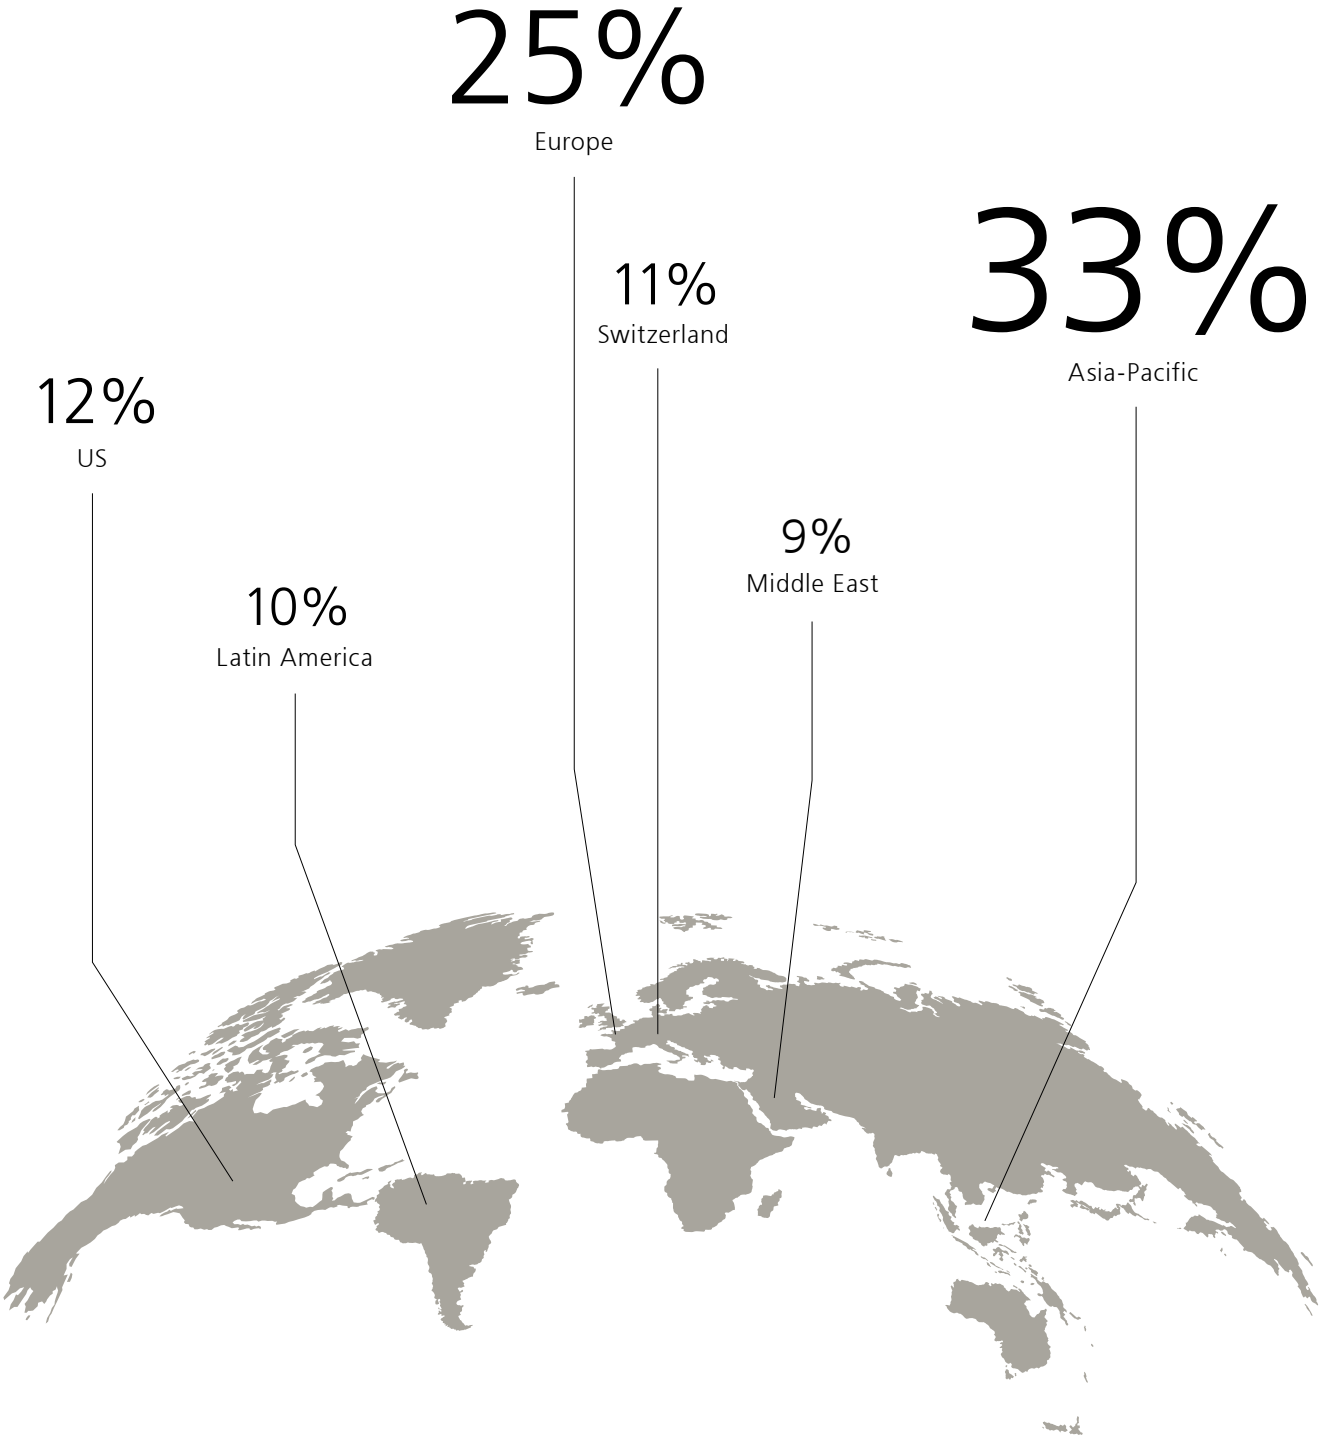 25%
Europe
11%
Switzerland
33%
Asia-Pacific
12%
US
9%
Middle East
10%
Latin America